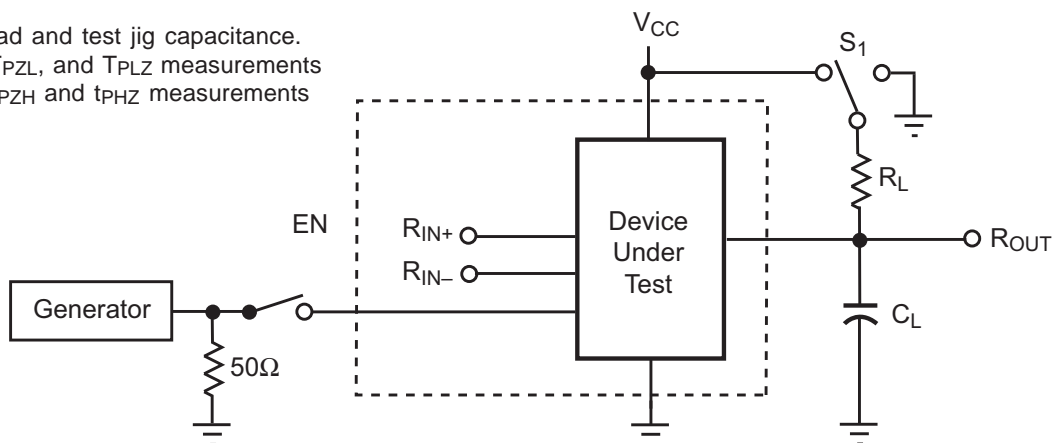 ad and test jig capacitance.
TPZL, and TPLZ measurements
PZH and tPHZ measurements
VCC
S1
RL
EN
RIN+
RIN–
Device
Under
Test
ROUT
Generator
50Ω
CL